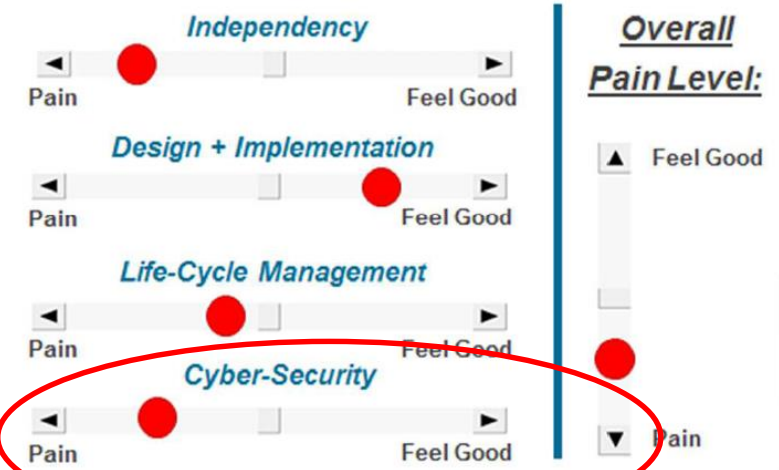 Independency
Pain Feel Good
Design + Implementation
Pain Feel Good
Life-Cycle Management
Pain Feel Good
Cyber-Security
Pain Feel Good
Overall
Pain Level:
Feel Good
Pain